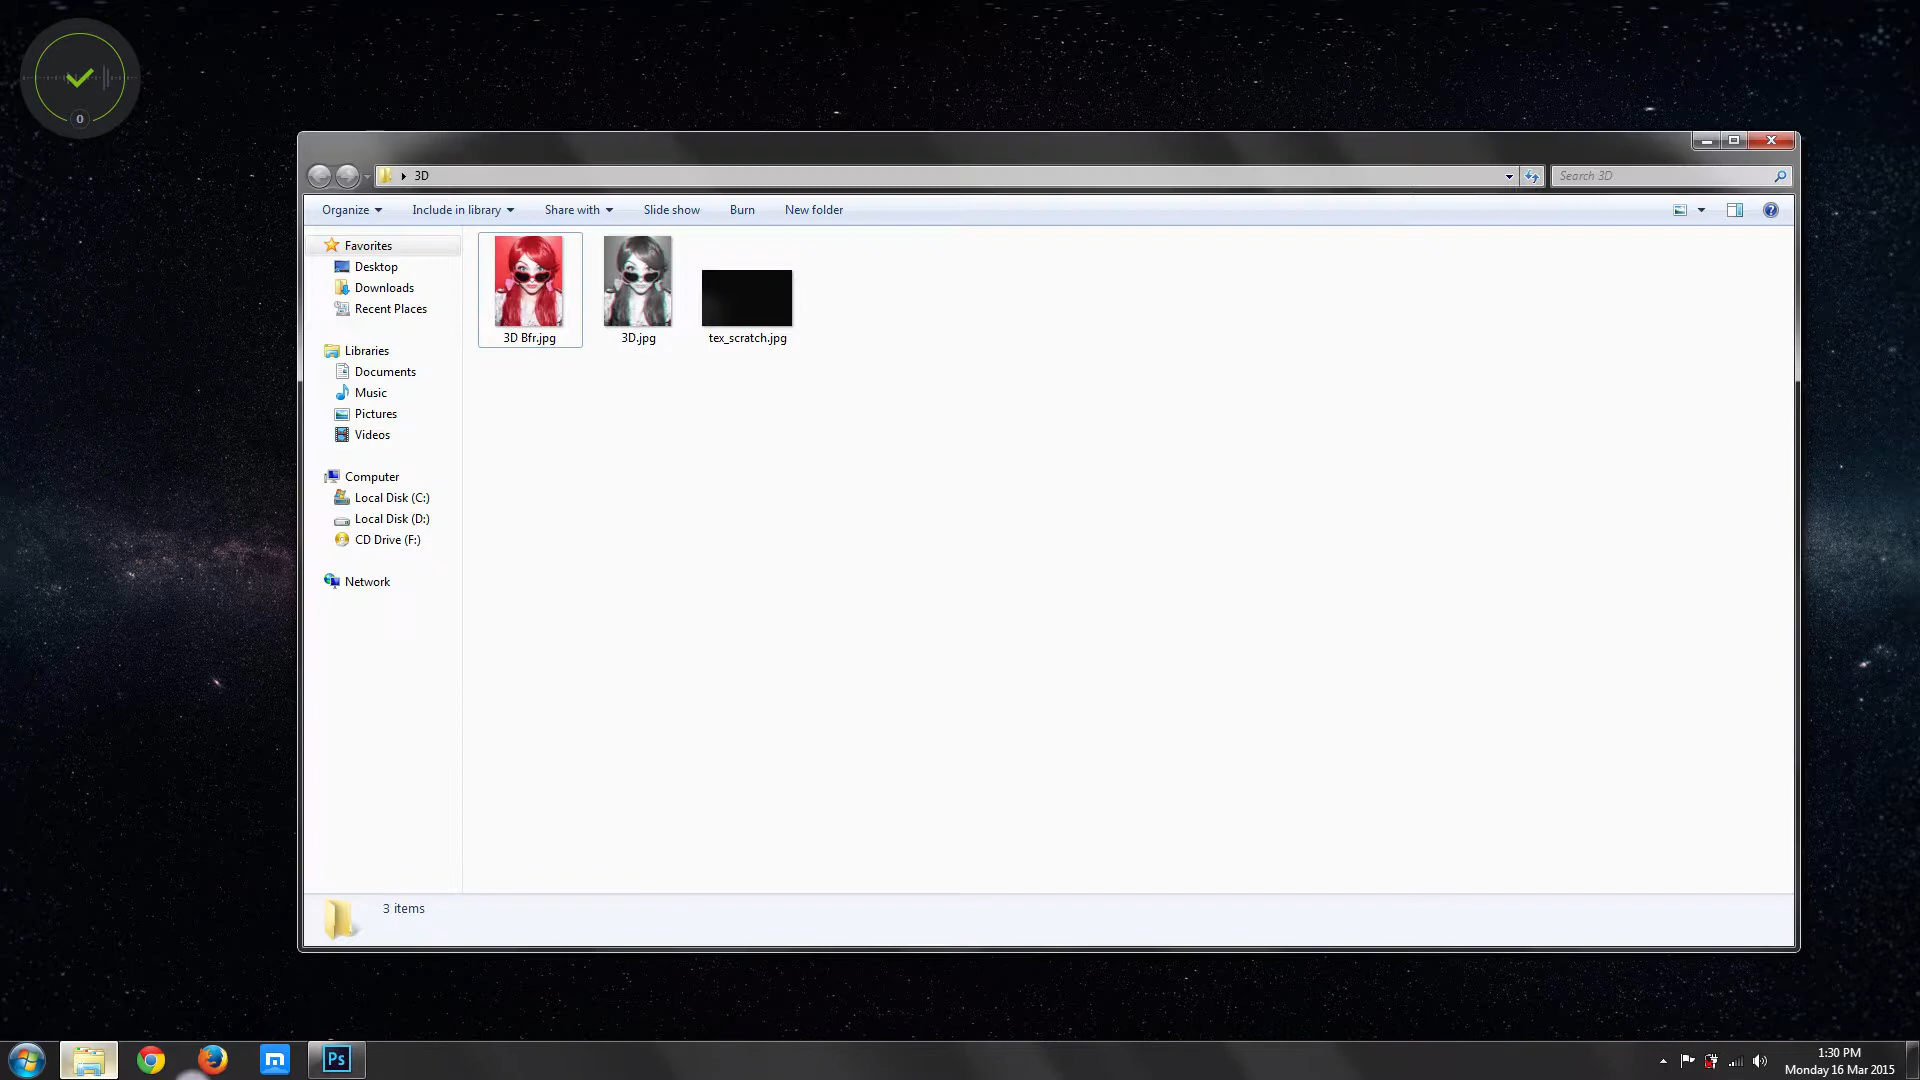 0
3D
Search 3D
Organize
Include in library
Share with
Slide show
Burn
New folder
Favorites
Desktop
Downloads
Recent Places
Libraries
Documents
Music
Pictures
Videos
Computer
Local Disk (C:)
Local Disk (D:)
CD Drive (F:)
Network
3D Bfr.jpg
3D.jpg
tex_scratch.jpg
3 items
Ps
1:30 PM
Monday 16 Mar 2015